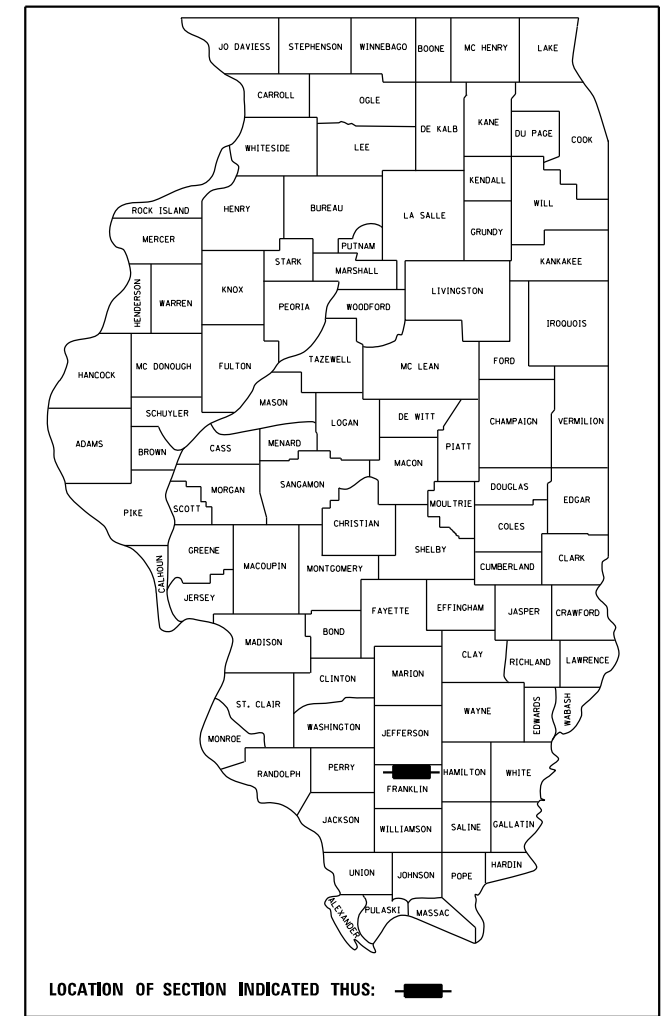 JO DAVIESS
STEPHENSON
WINNEBAGO
BOONE
MC HENRY
LAKE
CARROLL
OGLE
DE KALB
KANE
DU PAGE
COOK
WHITESIDE
LEE
KENDALL
WILL
ROCK ISLAND
HENRY
BUREAU
LA SALLE
GRUNDY
MERCER
PUTNAM
KANKAKEE
STARK
MARSHALL
HENDERSON
WARREN
KNOX
PEORIA
WOODFORD
LIVINGSTON
IROQUOIS
HANCOCK
MC DONOUGH
FULTON
TAZEWELL
MC LEAN
FORD
SCHUYLER
MASON
LOGAN
DE WITT
CHAMPAIGN
VERMILION
ADAMS
BROWN
CASS
MENARD
PIATT
MACON
PIKE
SCOTT
MORGAN
SANGAMON
CHRISTIAN
MOULTRIE
DOUGLAS
EDGAR
COLES
CALHOUN
GREENE
MACOUPIN
MONTGOMERY
SHELBY
CUMBERLAND
CLARK
JERSEY
FAYETTE
EFFINGHAM
JASPER
CRAWFORD
MADISON
BOND
CLAY
RICHLAND
LAWRENCE
CLINTON
MARION
ST. CLAIR
WAYNE
EDWARDS
WABASH
MONROE
WASHINGTON
JEFFERSON
RANDOLPH
PERRY
FRANKLIN
HAMILTON
WHITE
JACKSON
WILLIAMSON
SALINE
GALLATIN
UNION
JOHNSON
POPE
HARDIN
ALEXANDER
PULASKI
MASSAC
LOCATION OF SECTION INDICATED THUS: